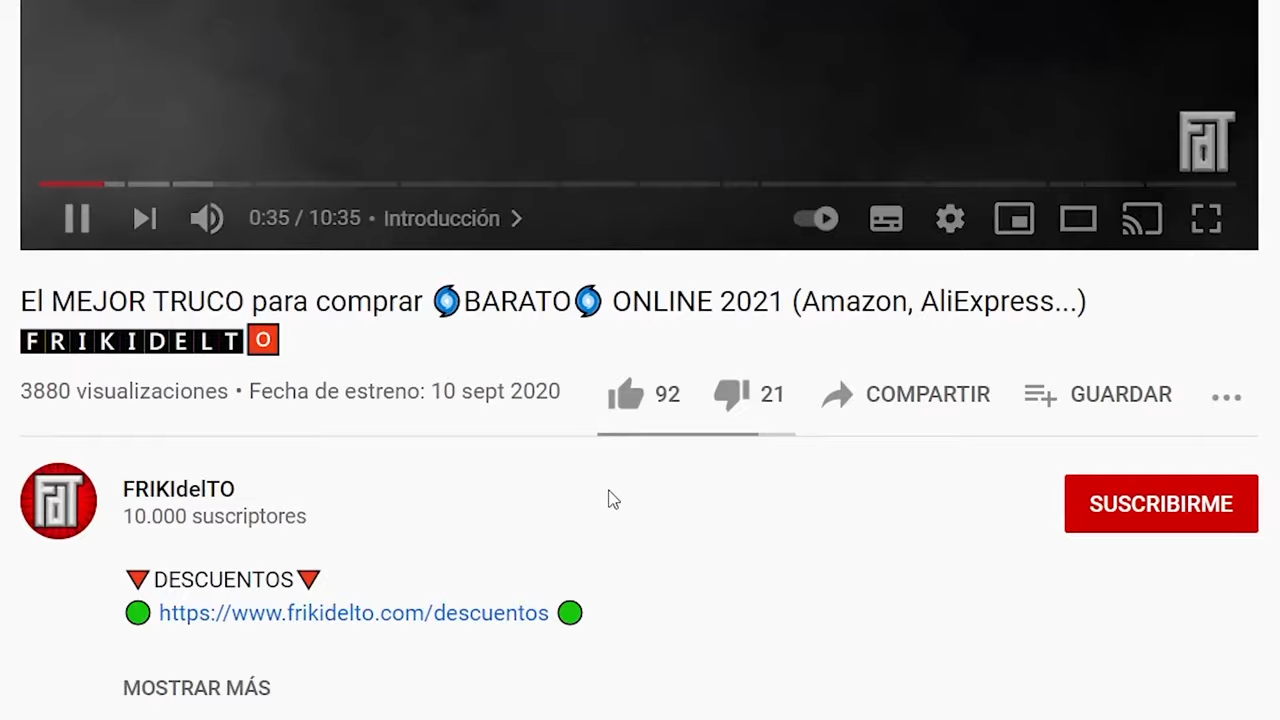 FdT
0:35 / 10:35 • Introducción
El MEJOR TRUCO para comprar 🌀BARATO🌀 ONLINE 2021 (Amazon, AliExpress...)
FRIKIDELTO
3880 visualizaciones • Fecha de estreno: 10 sept 2020 92 21 COMPARTIR GUARDAR ...
FdT
FRIKIdelTO
10.000 suscriptores
SUSCRIBIRME
🔻DESCUENTOS🔻
🟢 https://www.frikidelto.com/descuentos 🟢
MOSTRAR MÁS